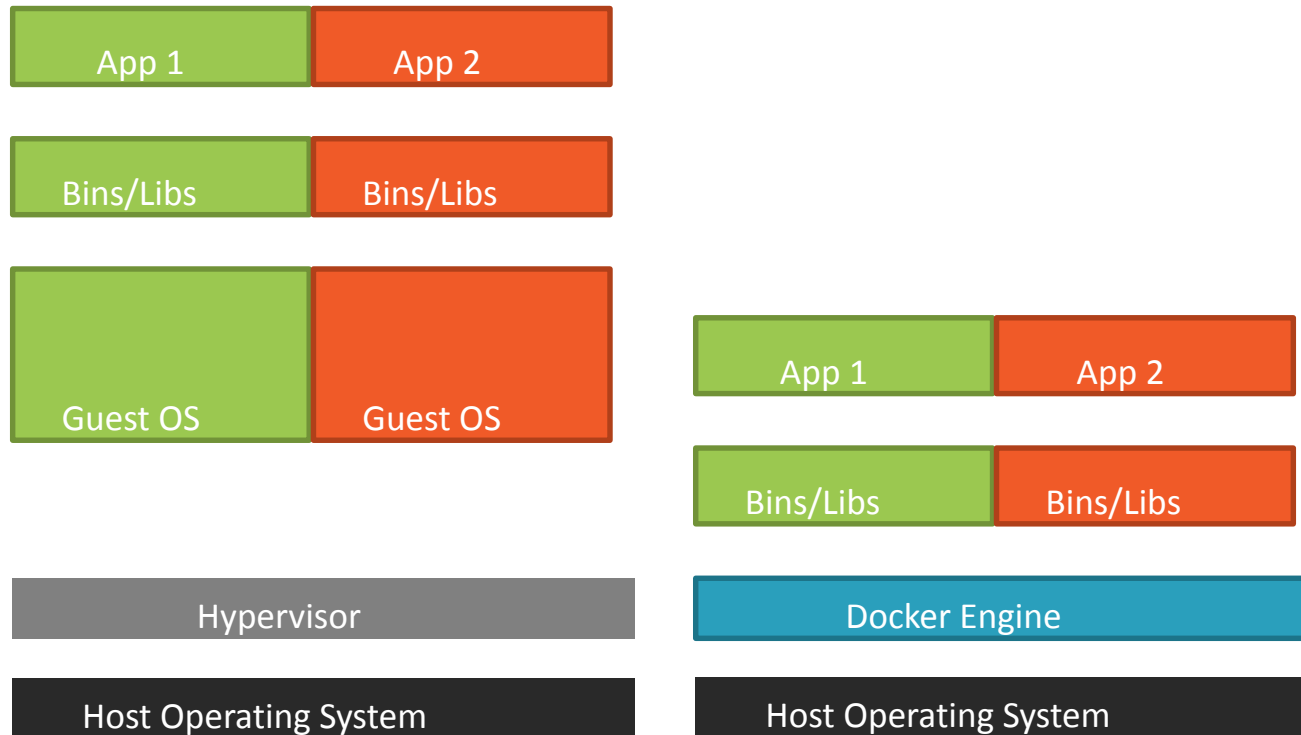 App 1
App 2
Bins/Libs
Bins/Libs
Guest OS
Guest OS
Hypervisor
Host Operating System
App 1
App 2
Bins/Libs
Bins/Libs
Docker Engine
Host Operating System